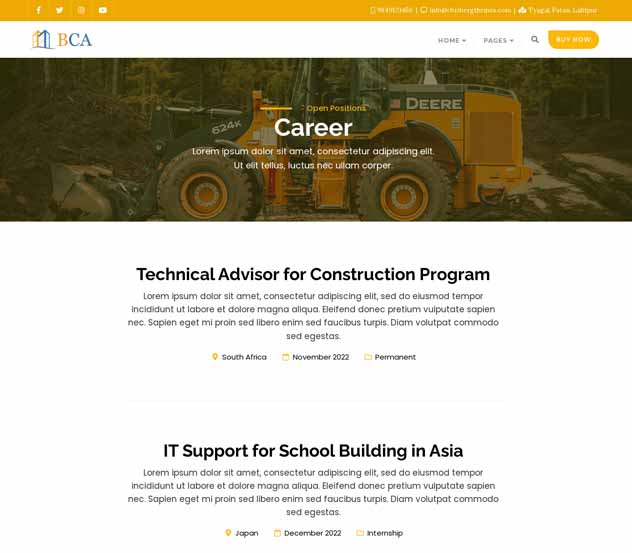 9849123456 | info@cbusbergthemes.com | Tyagal, Patan, Lalitpur
BCA
HOME PAGES BUY NOW
Open Positions
DEERE
Career
624K
Lorem ipsum dolor sit amet, consectetur adipiscing elit.
Ut elit tellus, luctus nec ullam corper.
Technical Advisor for Construction Program
Lorem ipsum dolor sit amet, consectetur adipiscing elit, sed do eiusmod tempor
incididunt ut labore et dolore magna aliqua. Eleifend donec pretium vulputate sapien
nec. Sapien eget mi proin sed libero enim sed faucibus turpis. Diam volutpat commodo
sed egestas.
South Africa November 2022 Permanent
IT Support for School Building in Asia
Lorem ipsum dolor sit amet, consectetur adipiscing elit, sed do eiusmod tempor
incididunt ut labore et dolore magna aliqua. Eleifend donec pretium vulputate sapien
nec. Sapien eget mi proin sed libero enim sed faucibus turpis. Diam volutpat commodo
sed egestas.
Japan December 2022 Internship